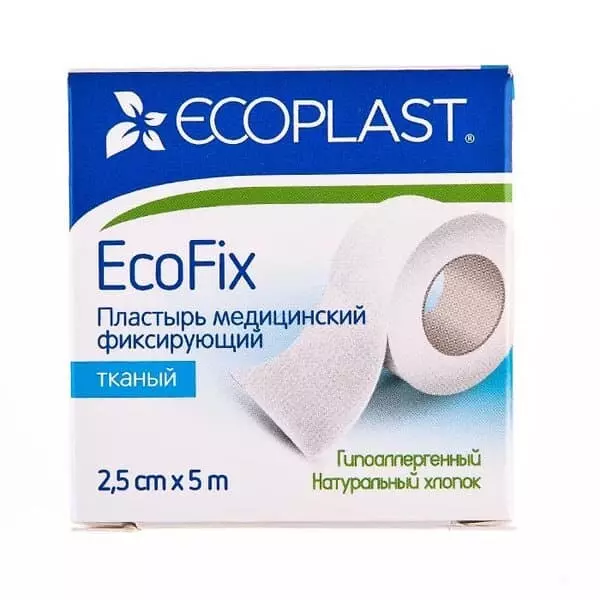 ECOPLAST®
EcoFix
Пластырь медицинский
фиксирующий
тканый
Гипоаллергенный
Натуральный хлопок
2,5 cm x 5 m